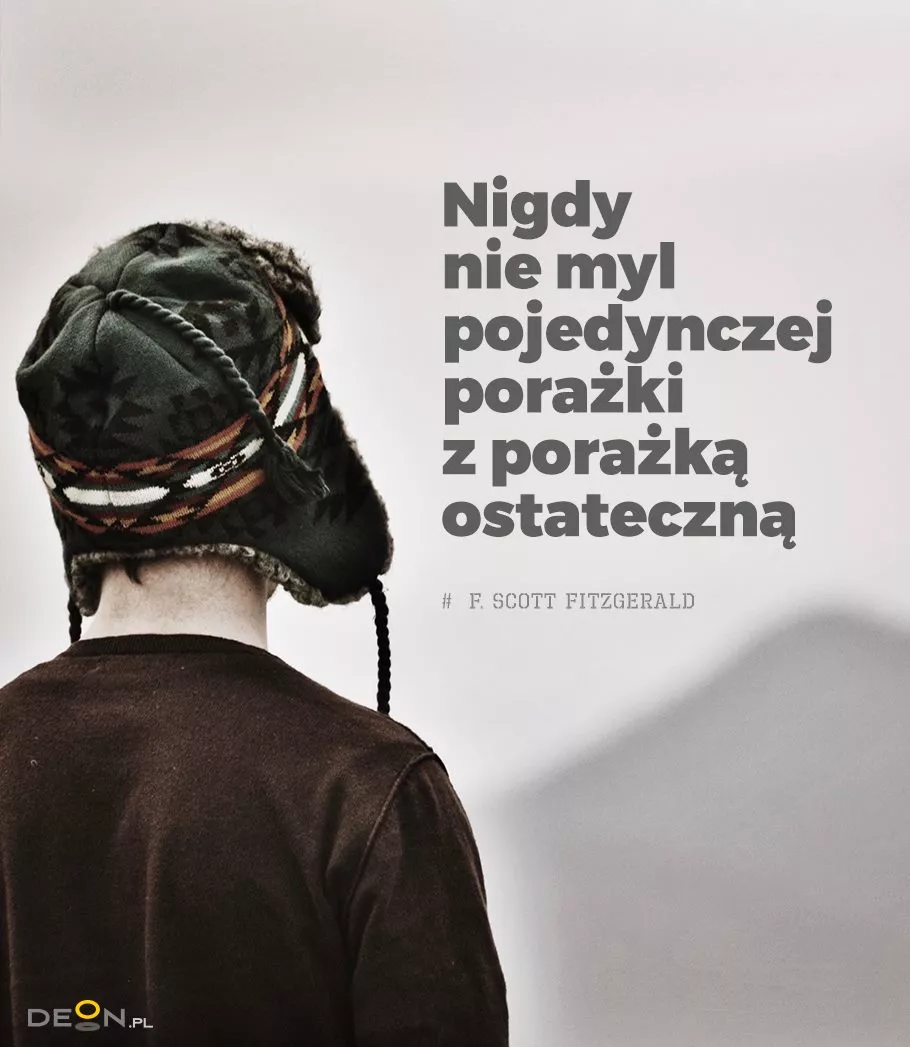 Nigdy
nie myl
pojedynczej
porażki
z porażką
ostateczną
# F. SCOTT FITZGERALD
DEON.PL